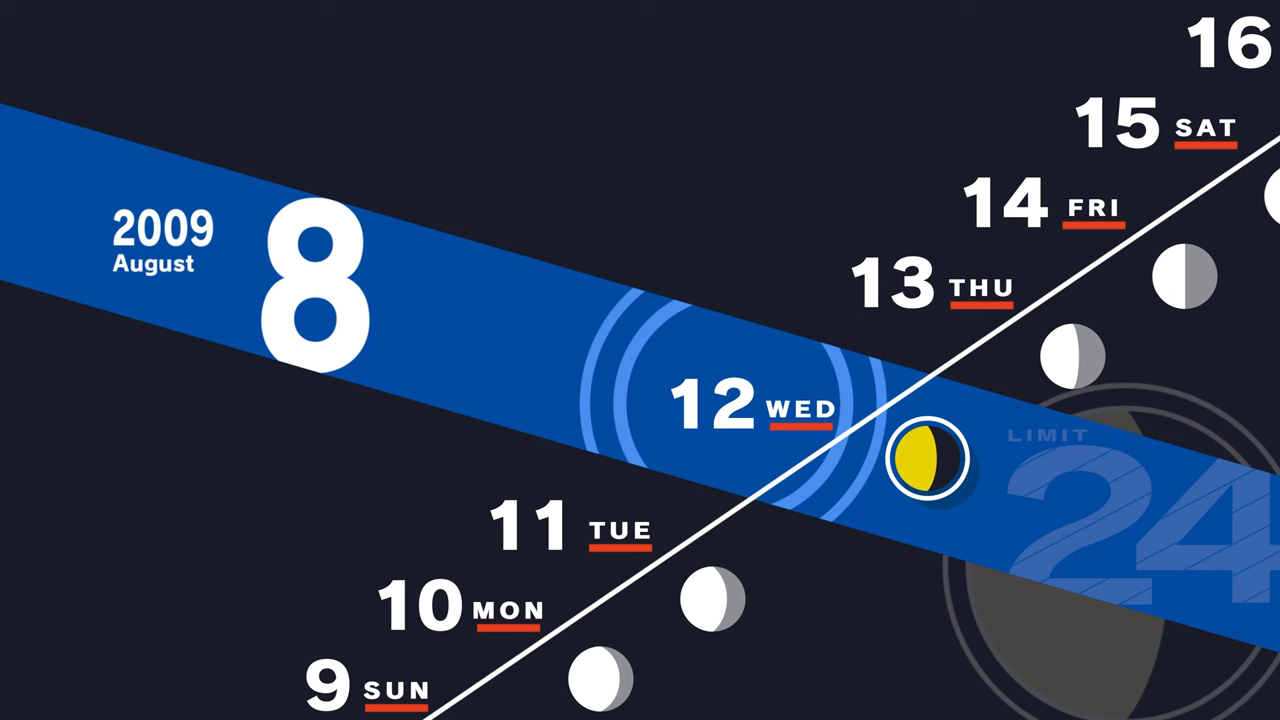 2009
August
8
16
15 SAT
14 FRI
13 THU
12 WED
LIMIT
24
11 TUE
10 MON
9 SUN